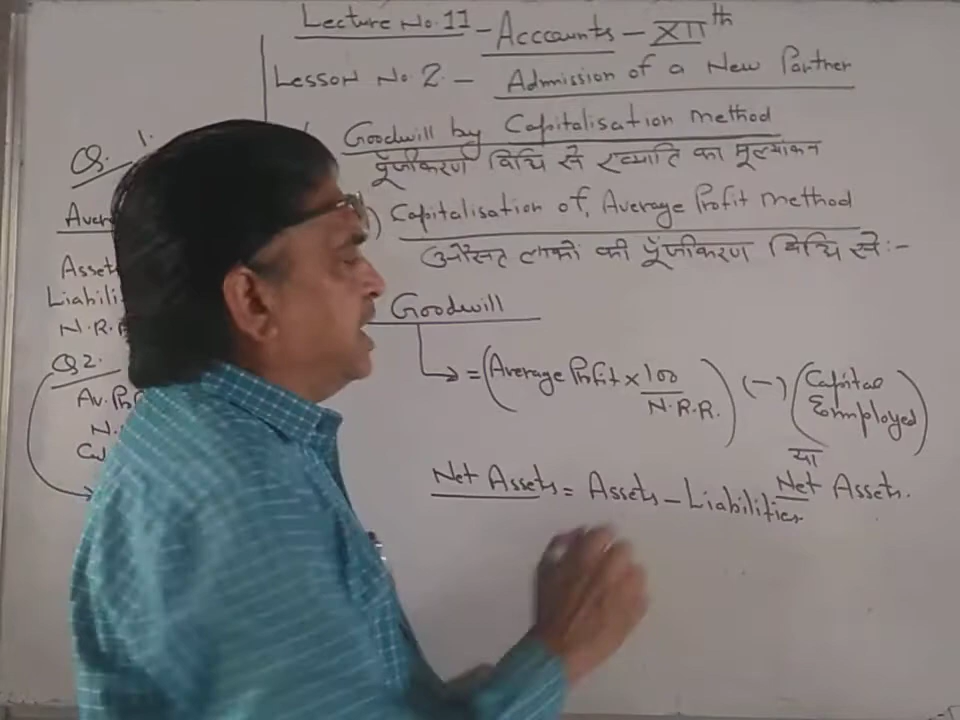 Lecture No. 11 - Acccounts - XIIth
Lesson No. 2. - Admission of a New Partner
Goodwill by Capitalisation method
पूँजीकरण विधि से ख्याति का मूल्यांकन
) Capitalisation of Average Profit method
औसत लाभों की पूँजीकरण विधि से:-
Goodwill
= (Average Profit × 100 / N.R.R.) (-) (Capital Employed)
या
Net Assets.
Net Assets = Assets - Liabilities
Q. 1.
Aver
Asset
Liabili
N.R.
Q2.
Av. Pr
N.